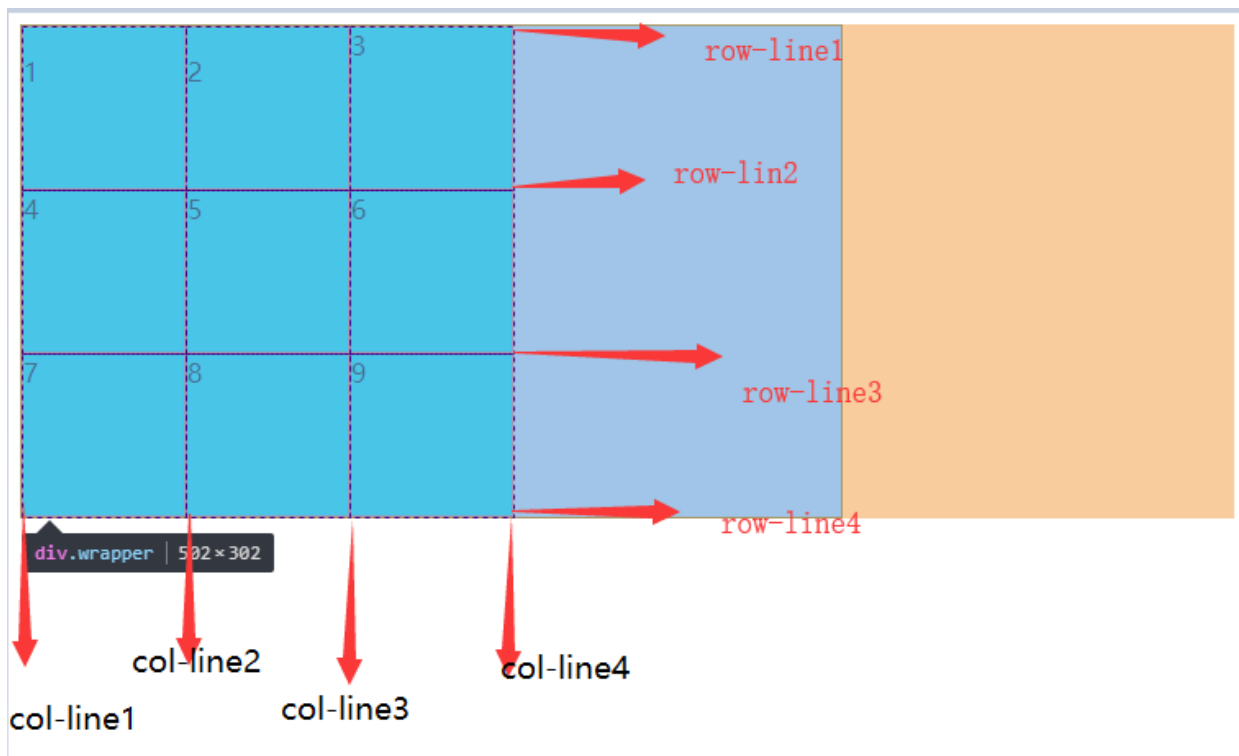 3
row-line1
1
2
row-lin2
4
5
6
7
8
9
row-line3
row-line4
div.wrapper 502×302
col-line2
col-line4
col-line3
col-line1